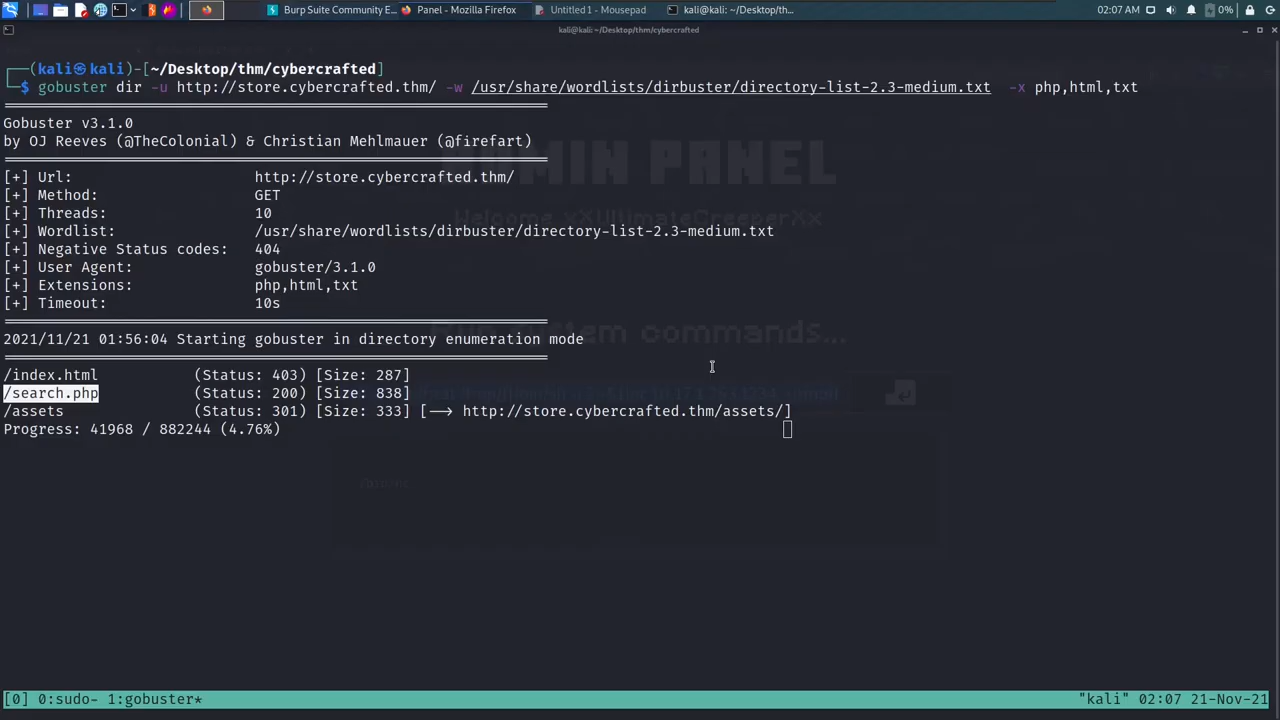 Burp Suite Community E...
Panel - Mozilla Firefox
Untitled 1 - Mousepad
kali@kali: ~/Desktop/th...
02:07 AM
0%
kali@kali: ~/Desktop/thm/cybercrafted
┌──(kali㉿kali)-[~/Desktop/thm/cybercrafted]
└─$ gobuster dir -u http://store.cybercrafted.thm/ -w /usr/share/wordlists/dirbuster/directory-list-2.3-medium.txt -x php,html,txt
===============================================================
Gobuster v3.1.0
by OJ Reeves (@TheColonial) & Christian Mehlmauer (@firefart)
===============================================================
[+] Url: http://store.cybercrafted.thm/
[+] Method: GET
[+] Threads: 10
[+] Wordlist: /usr/share/wordlists/dirbuster/directory-list-2.3-medium.txt
[+] Negative Status codes: 404
[+] User Agent: gobuster/3.1.0
[+] Extensions: php,html,txt
[+] Timeout: 10s
===============================================================
2021/11/21 01:56:04 Starting gobuster in directory enumeration mode
===============================================================
/index.html (Status: 403) [Size: 287]
/search.php (Status: 200) [Size: 838]
/assets (Status: 301) [Size: 333] [--> http://store.cybercrafted.thm/assets/]
Progress: 41968 / 882244 (4.76%)
ADMIN PANEL
Welcome xXUltimateCreeperXx
Run system commands...
[0] 0:sudo- 1:gobuster*
"kali" 02:07 21-Nov-21